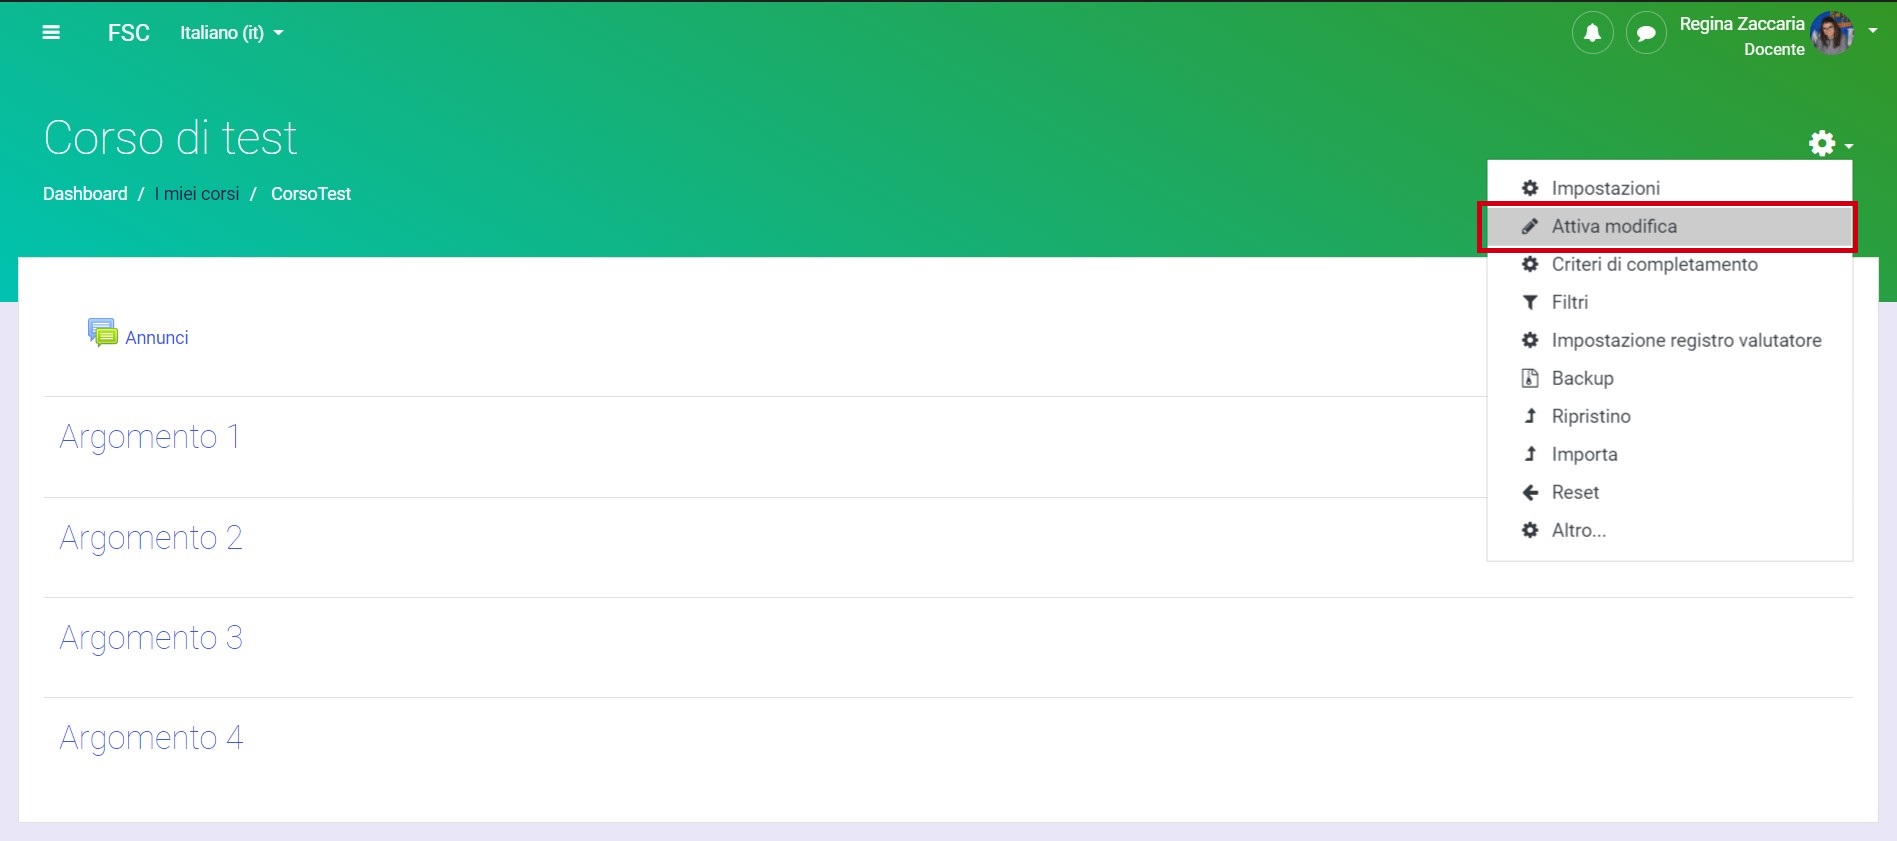 FSC
Italiano (it)
Regina Zaccaria
Docente
Corso di test
Dashboard / I miei corsi / CorsoTest
Impostazioni
Attiva modifica
Criteri di completamento
Filtri
Impostazione registro valutatore
Backup
Ripristino
Importa
Reset
Altro...
Annunci
Argomento 1
Argomento 2
Argomento 3
Argomento 4